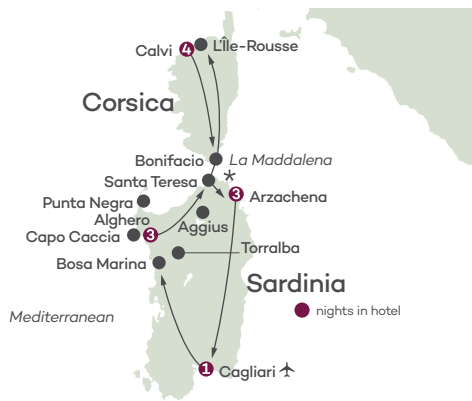 Calvi
4
L'Île-Rousse
Corsica
Bonifacio
La Maddalena
Santa Teresa
*
3
Arzachena
Punta Negra
Alghero
Aggius
Capo Caccia
3
Torralba
Bosa Marina
Sardinia
nights in hotel
Mediterranean
1
Cagliari